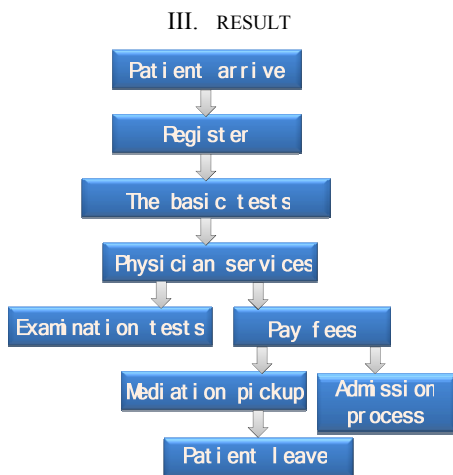 III. RESULT
Patient arrive
Register
The basic tests
Physician services
Examination tests
Pay fees
Mediation pickup
Admission
process
Patient leave